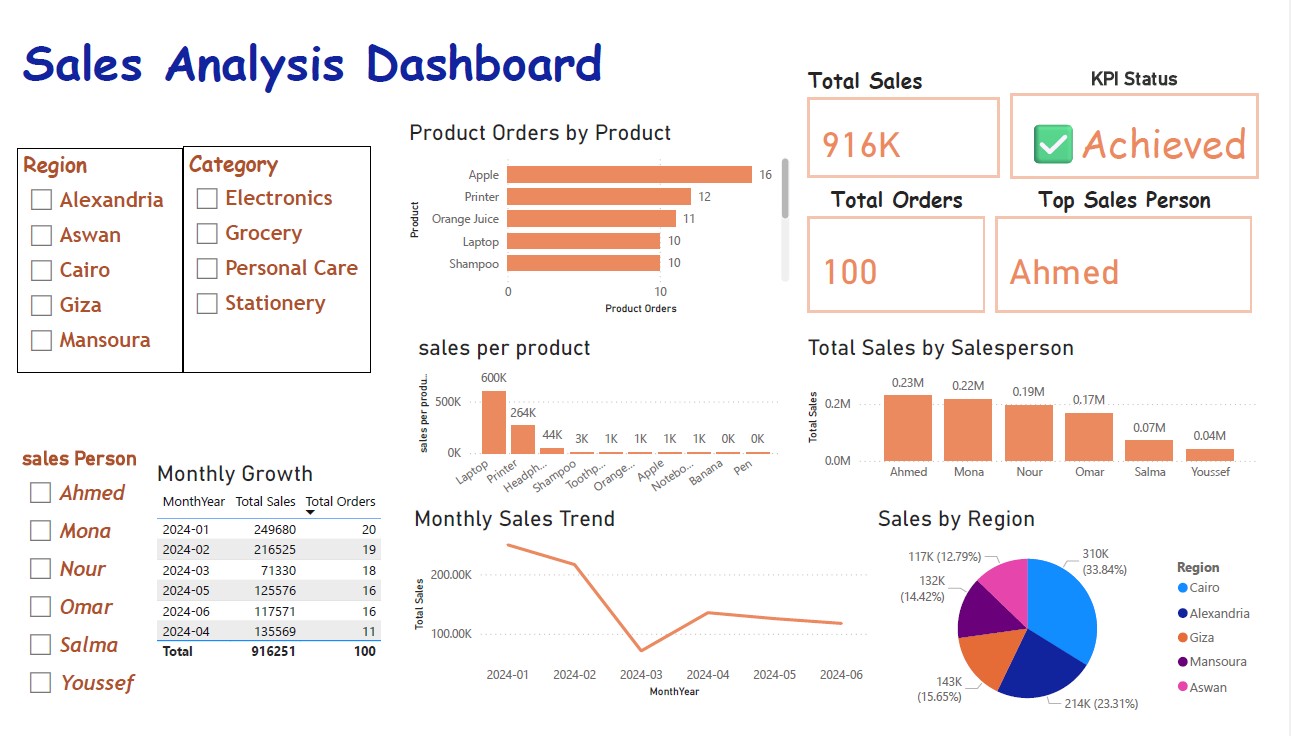 Sales Analysis Dashboard
Region
Alexandria
Aswan
Cairo
Giza
Mansoura
Category
Electronics
Grocery
Personal Care
Stationery
Product Orders by Product
Product
Apple 16
Printer 12
Orange Juice 11
Laptop 10
Shampoo 10
0 10
Product Orders
Total Sales
916K
KPI Status
✅ Achieved
Total Orders
100
Top Sales Person
Ahmed
sales per product
sales per produ..
500K
0K
600K 264K 44K 3K 1K 1K 1K 1K 0K 0K
Laptop Printer Headph... Shampoo Toothp... Orange... Apple Notebo... Banana Pen
Total Sales by Salesperson
Total Sales
0.2M
0.0M
0.23M 0.22M 0.19M 0.17M 0.07M 0.04M
Ahmed Mona Nour Omar Salma Youssef
sales Person
Ahmed
Mona
Nour
Omar
Salma
Youssef
Monthly Growth
MonthYear Total Sales Total Orders
2024-01 249680 20
2024-02 216525 19
2024-03 71330 18
2024-05 125576 16
2024-06 117571 16
2024-04 135569 11
Total 916251 100
Monthly Sales Trend
Total Sales
200.00K
100.00K
2024-01 2024-02 2024-03 2024-04 2024-05 2024-06
MonthYear
Sales by Region
117K (12.79%)
310K
(33.84%)
132K
(14.42%)
143K
(15.65%)
214K (23.31%)
Region
Cairo
Alexandria
Giza
Mansoura
Aswan